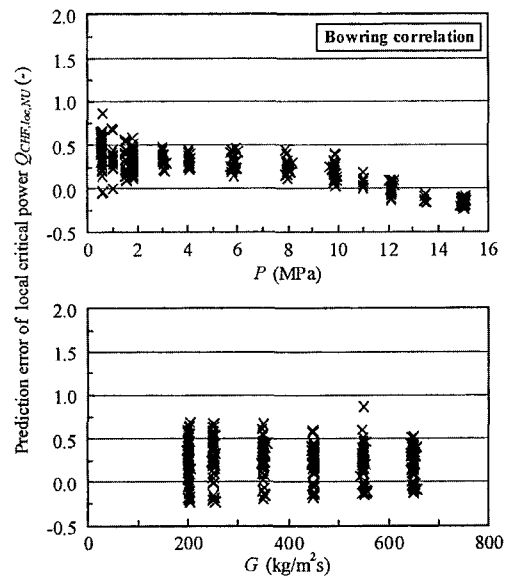 Prediction error of local critical power Q_CHF,loc,NU (-)
2.0
1.5
1.0
0.5
0.0
-0.5
Bowring correlation
0 2 4 6 8 10 12 14 16
P (MPa)
2.0
1.5
1.0
0.5
0.0
-0.5
0 200 400 600 800
G (kg/m²s)